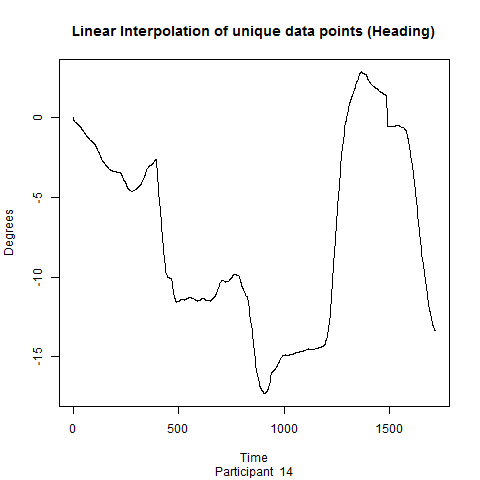 Linear Interpolation of unique data points (Heading)
Degrees
0
-5
-10
-15
0 500 1000 1500
Time
Participant 14